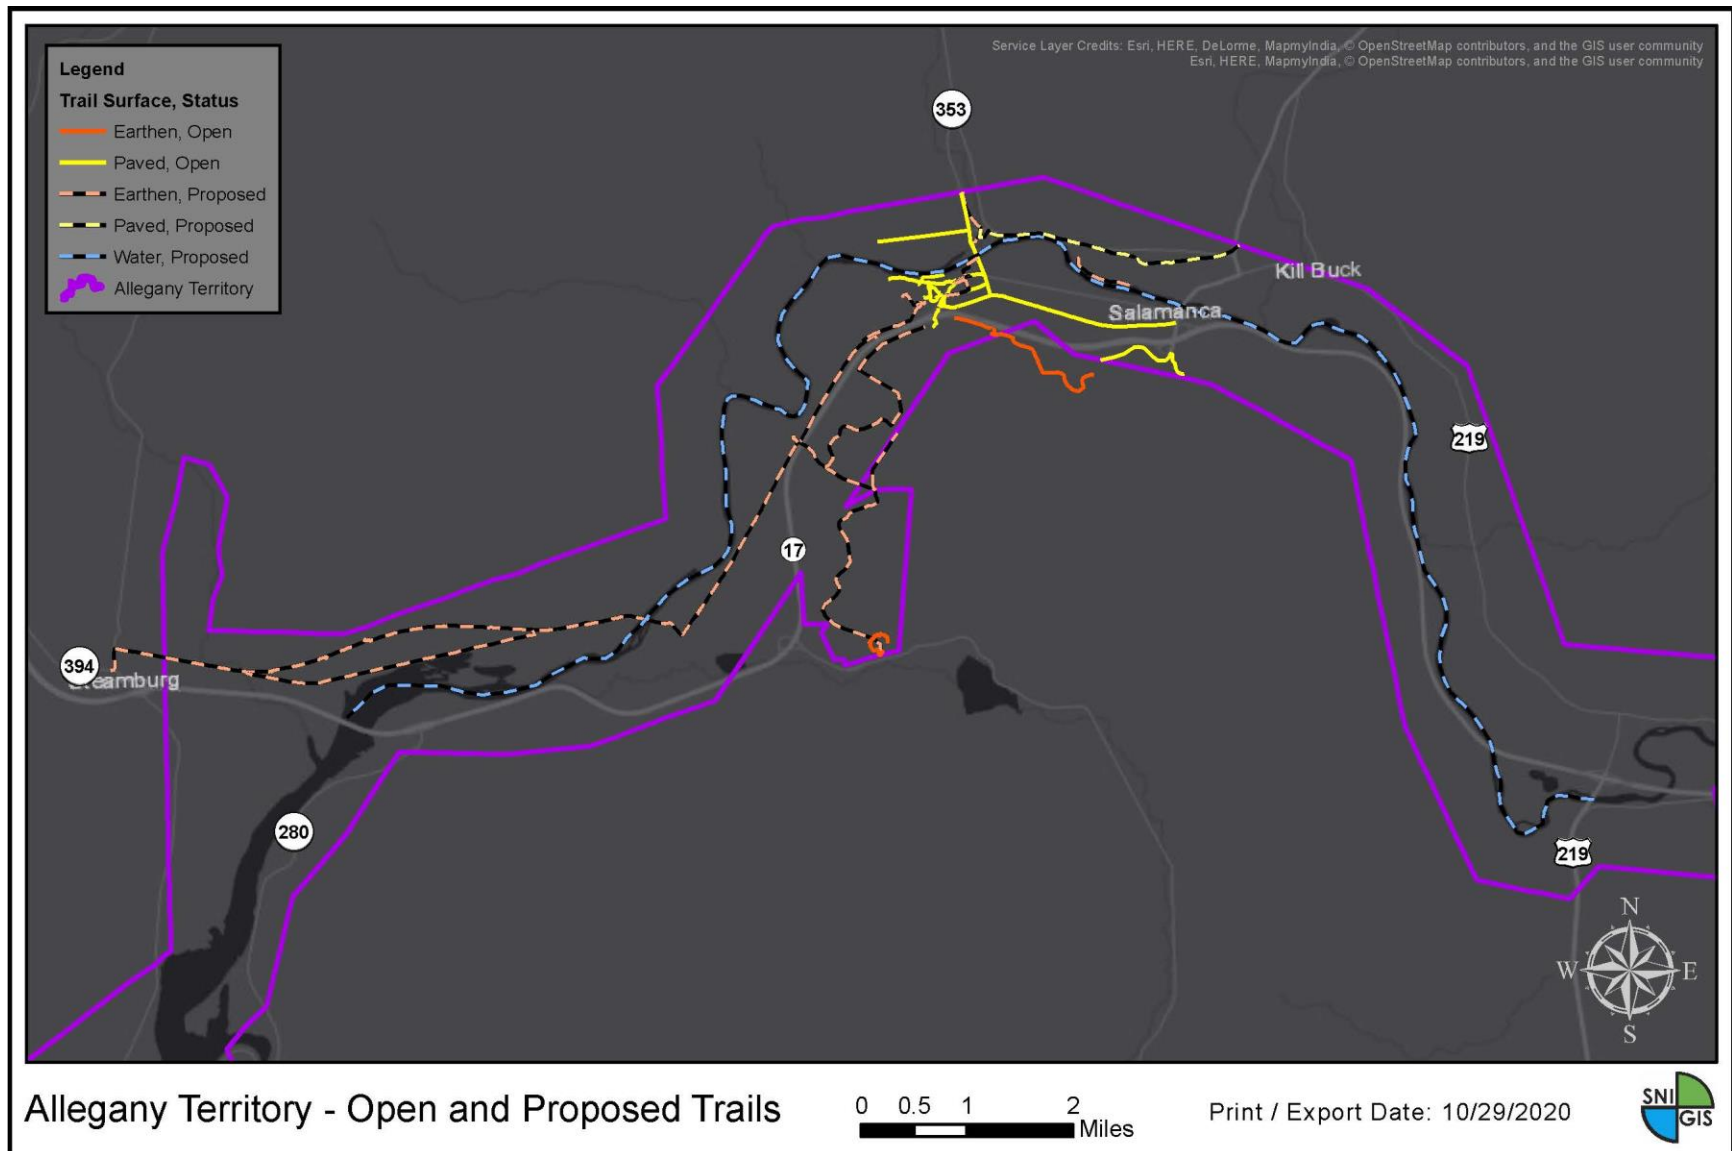 Service Layer Credits: Esri, HERE, DeLorme, MapmyIndia, © OpenStreetMap contributors, and the GIS user community
Esri, HERE, MapmyIndia, © OpenStreetMap contributors, and the GIS user community
Legend
Trail Surface, Status
Earthen, Open
Paved, Open
Earthen, Proposed
Paved, Proposed
Water, Proposed
Allegany Territory
353
Kill Buck
Salamanca
219
17
394
Steamburg
280
219
N
W
E
S
Allegany Territory - Open and Proposed Trails
0 0.5 1 2
Miles
Print / Export Date: 10/29/2020
SNI
GIS